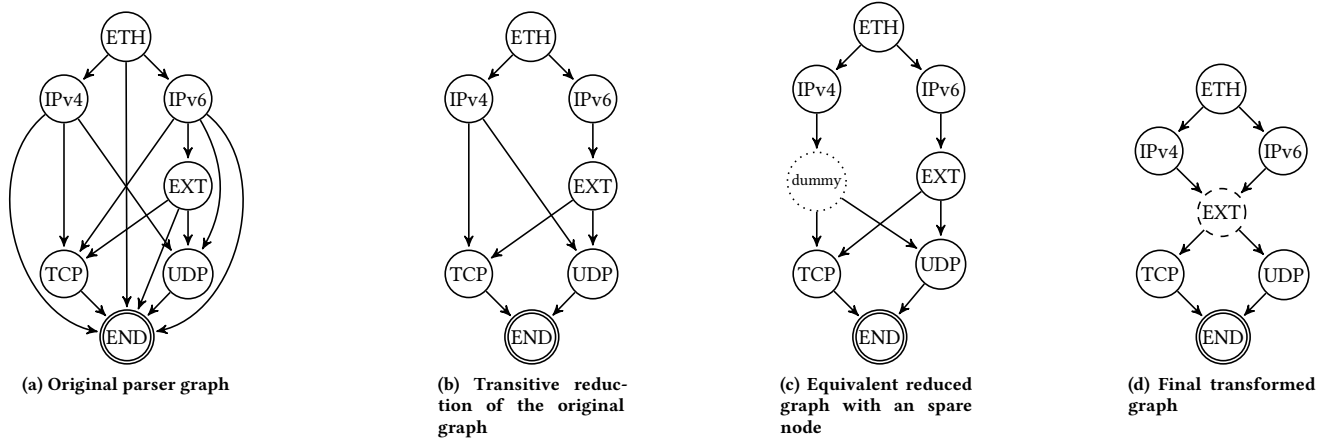 ETH
IPv4
IPv6
EXT
TCP
UDP
END
(a) Original parser graph
ETH
IPv4
IPv6
EXT
TCP
UDP
END
(b) Transitive reduc-
tion of the original
graph
ETH
IPv4
IPv6
dummy
EXT
TCP
UDP
END
(c) Equivalent reduced
graph with an spare
node
ETH
IPv4
IPv6
EXT
TCP
UDP
END
(d) Final transformed
graph